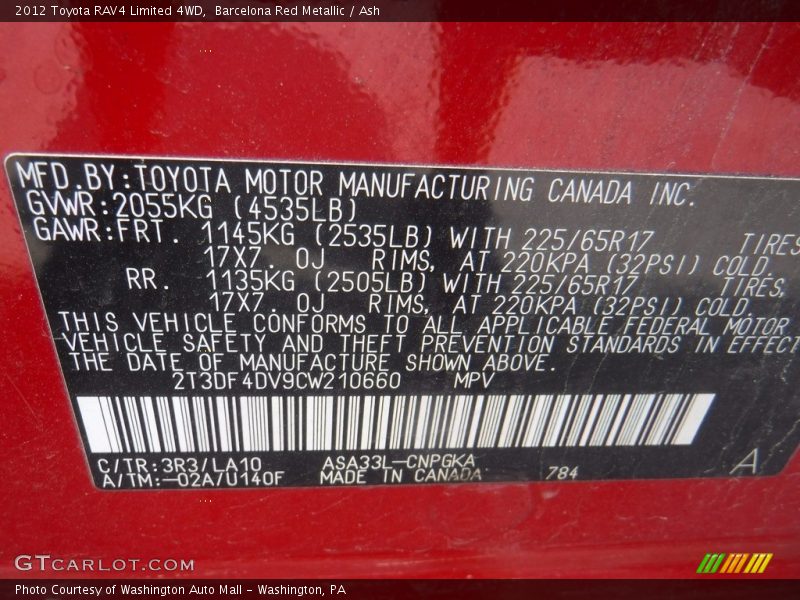 2012 Toyota RAV4 Limited 4WD, Barcelona Red Metallic / Ash
MFD.BY:TOYOTA MOTOR MANUFACTURING CANADA INC.
GVWR:2055KG (4535LB)
GAWR:FRT. 1145KG (2535LB) WITH 225/65R17 TIRES
17X7. 0J RIMS, AT 220KPA (32PSI) COLD.
RR. 1135KG (2505LB) WITH 225/65R17 TIRES,
17X7. 0J RIMS, AT 220KPA (32PSI) COLD.
THIS VEHICLE CONFORMS TO ALL APPLICABLE FEDERAL MOTOR
VEHICLE SAFETY AND THEFT PREVENTION STANDARDS IN EFFECT
THE DATE OF MANUFACTURE SHOWN ABOVE.
2T3DF4DV9CW210660 MPV
C/TR:3R3/LA10 ASA33L-CNPGKA
A/TM:-02A/U140F MADE IN CANADA 784 A
GTCARLOT.COM
Photo Courtesy of Washington Auto Mall - Washington, PA